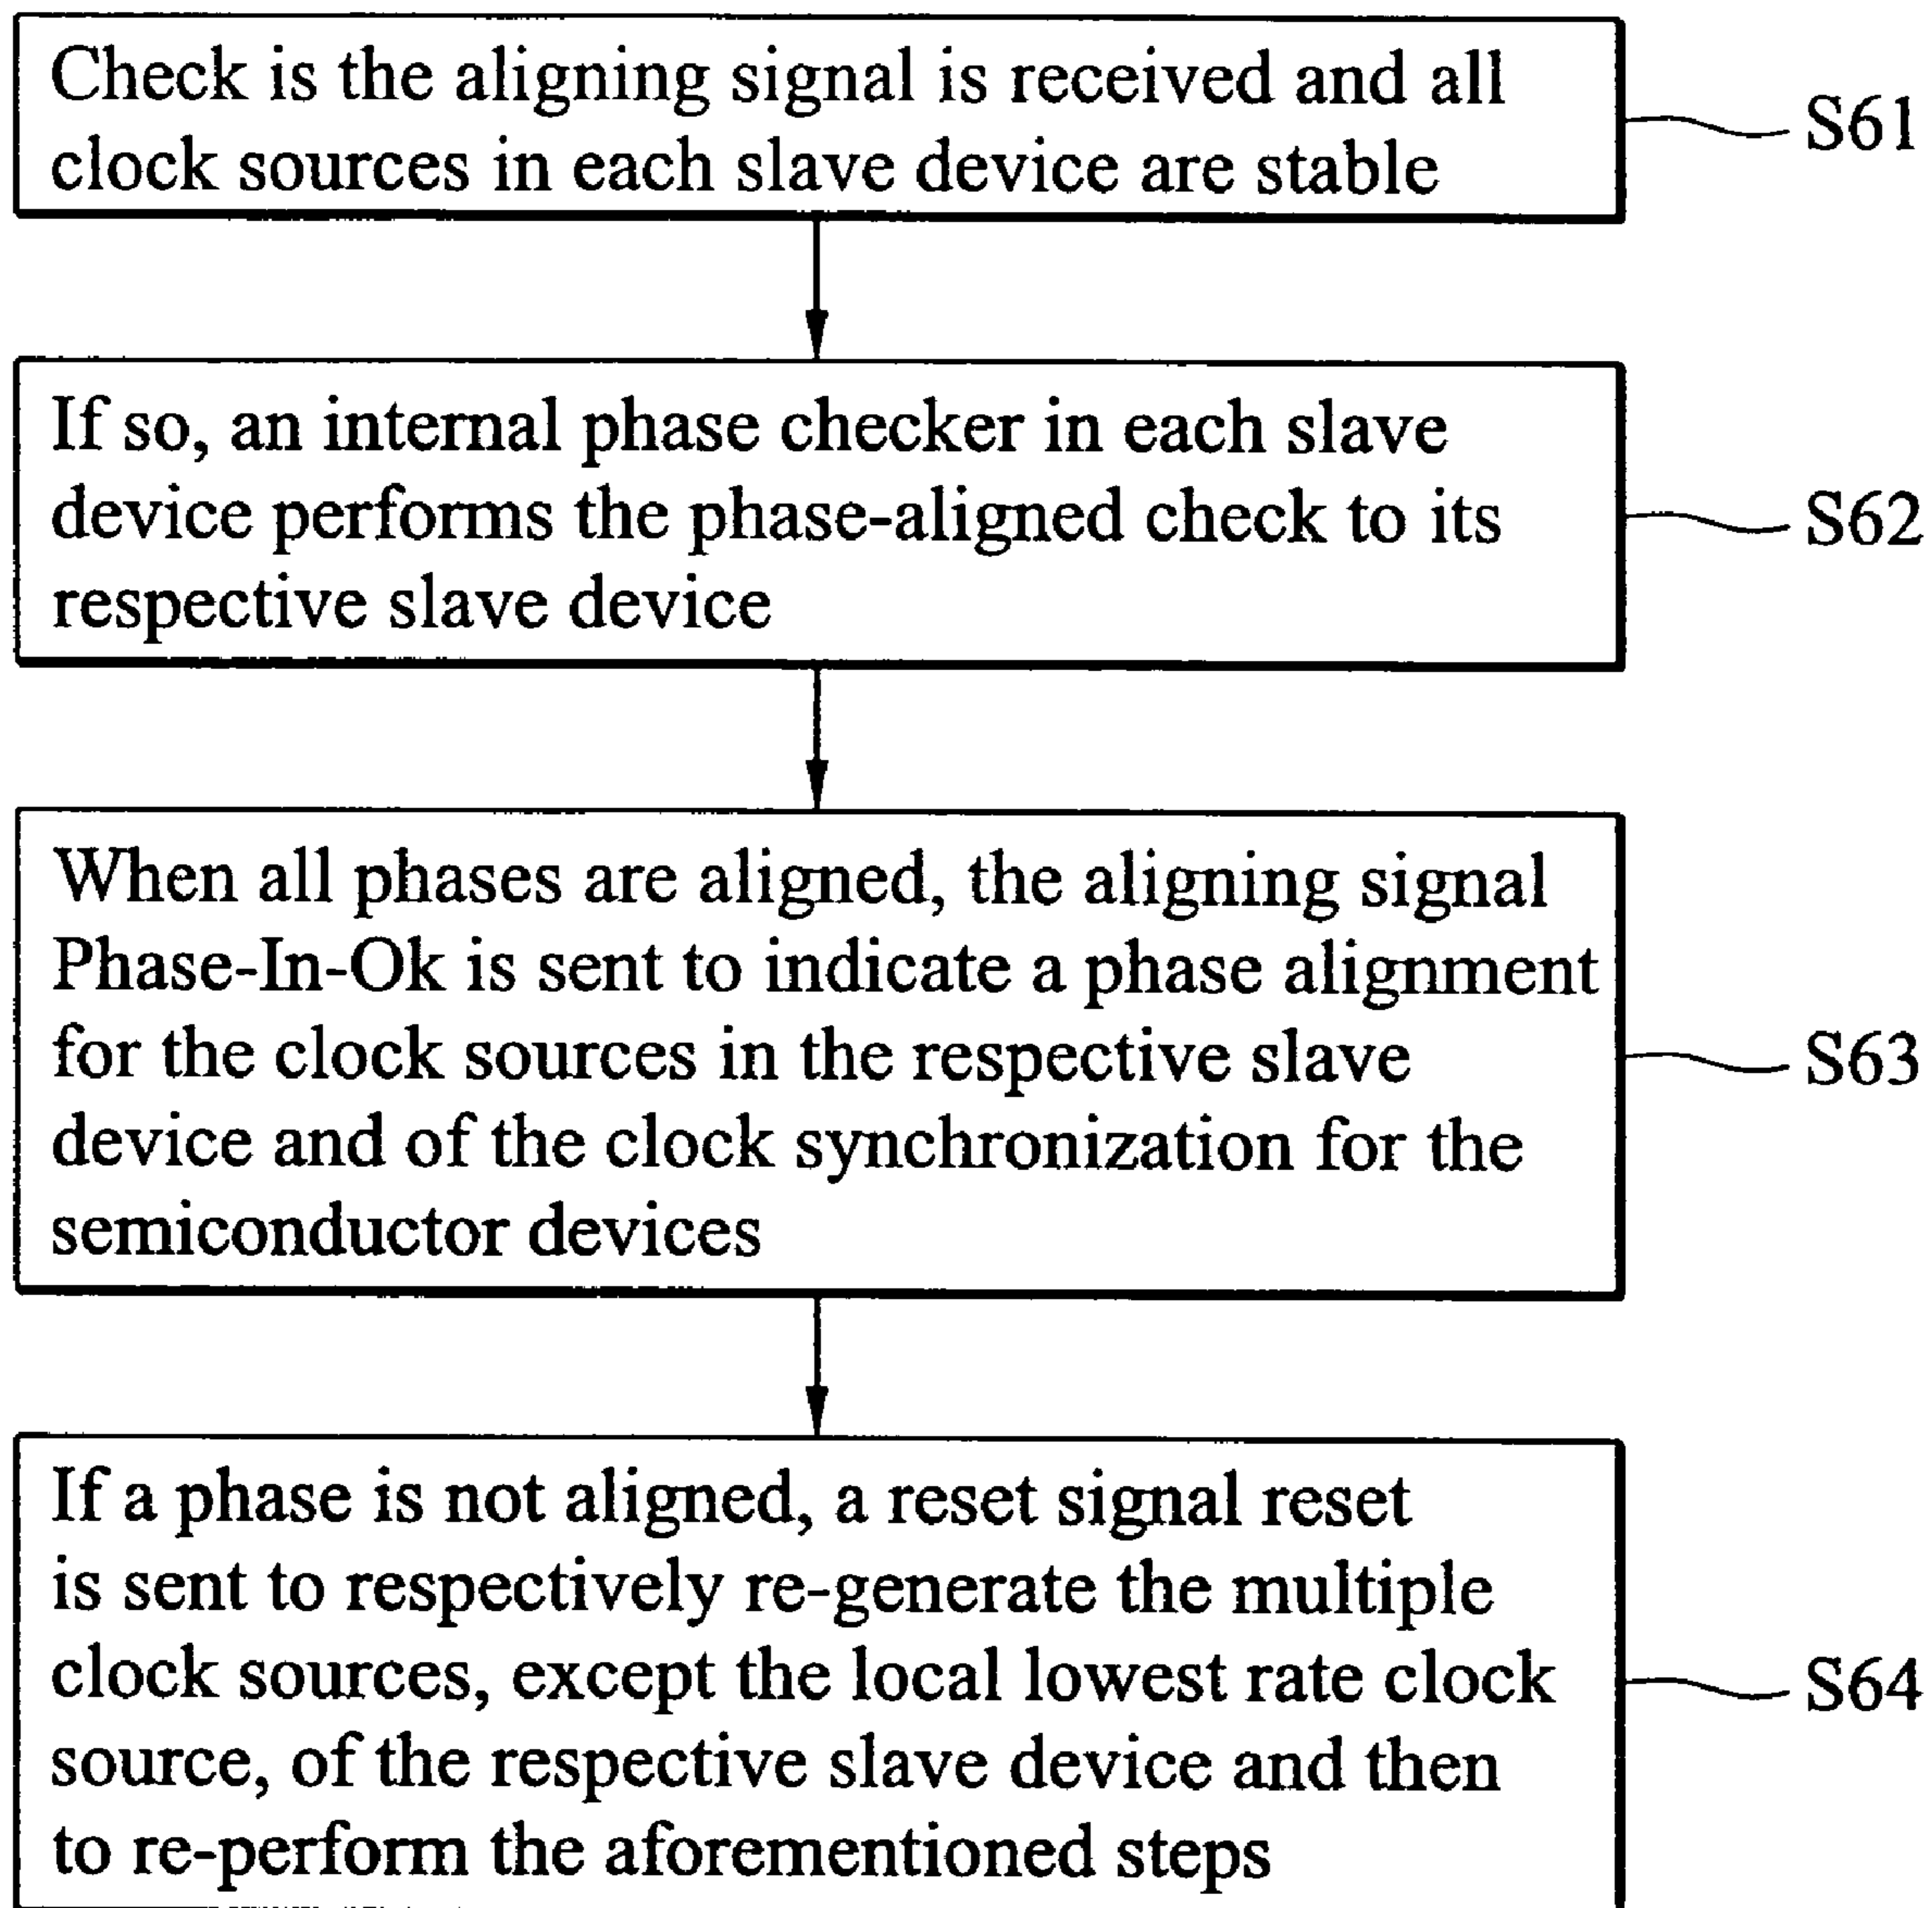 Check is the aligning signal is received and all
clock sources in each slave device are stable
S61
If so, an internal phase checker in each slave
device performs the phase-aligned check to its
respective slave device
S62
When all phases are aligned, the aligning signal
Phase-In-Ok is sent to indicate a phase alignment
for the clock sources in the respective slave
device and of the clock synchronization for the
semiconductor devices
S63
If a phase is not aligned, a reset signal reset
is sent to respectively re-generate the multiple
clock sources, except the local lowest rate clock
source, of the respective slave device and then
to re-perform the aforementioned steps
S64